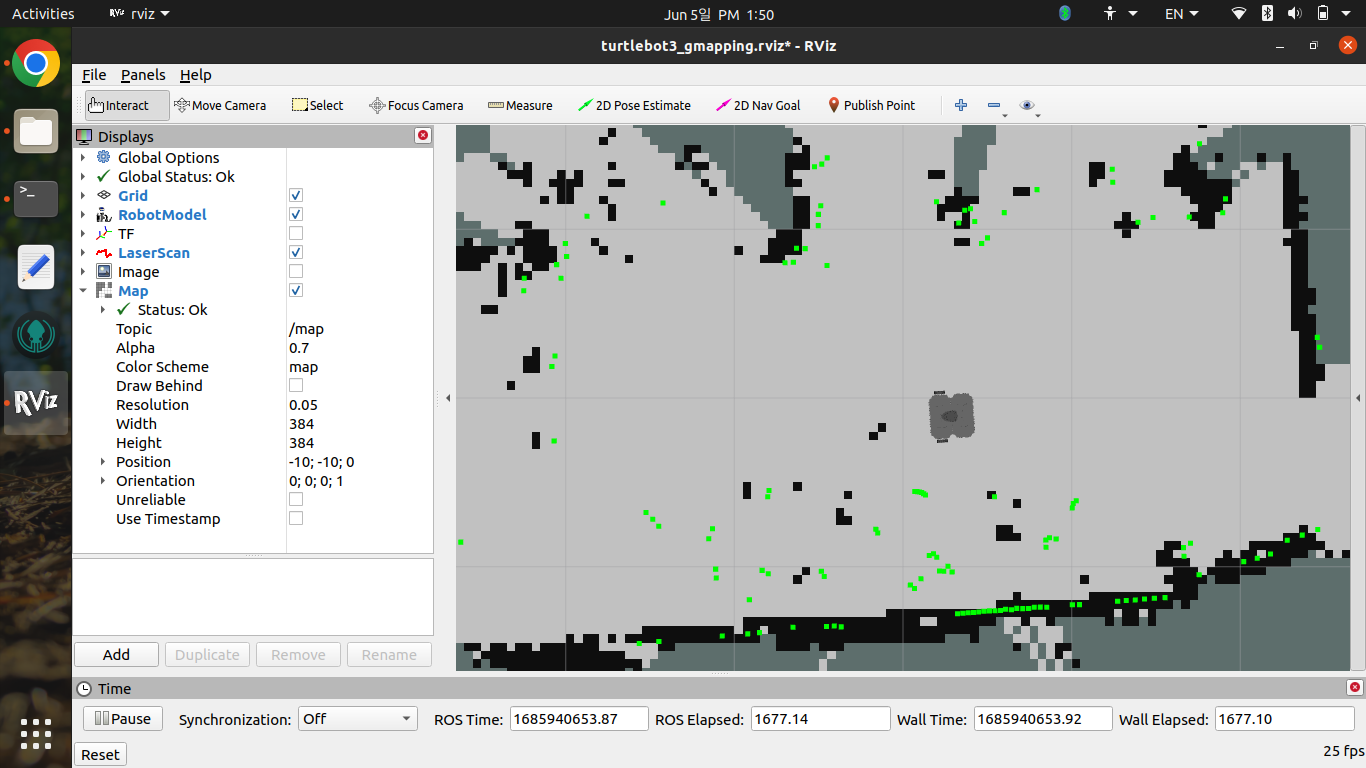 Activities RViz rviz Jun 5일 PM 1:50 EN
turtlebot3_gmapping.rviz* - RViz
File Panels Help
Interact Move Camera Select Focus Camera Measure 2D Pose Estimate 2D Nav Goal Publish Point
Displays
Global Options
Global Status: Ok
Grid
RobotModel
TF
LaserScan
Image
Map
Status: Ok
Topic /map
Alpha 0.7
Color Scheme map
Draw Behind
Resolution 0.05
Width 384
Height 384
Position -10; -10; 0
Orientation 0; 0; 0; 1
Unreliable
Use Timestamp
RViz
Add Duplicate Remove Rename
Time
Pause Synchronization: Off ROS Time: 1685940653.87 ROS Elapsed: 1677.14 Wall Time: 1685940653.92 Wall Elapsed: 1677.10
Reset 25 fps